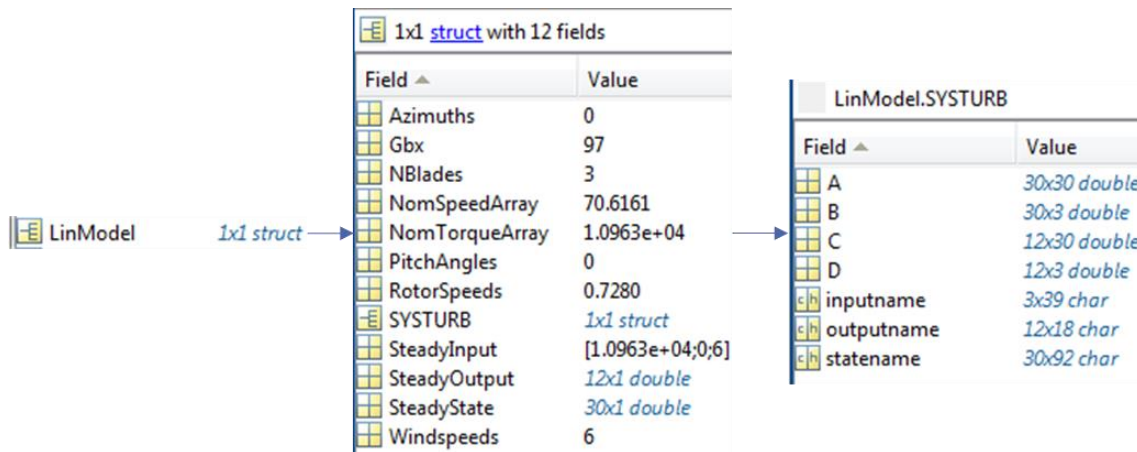 LinModel 1x1 struct
1x1 struct with 12 fields
Field Value
Azimuths 0
Gbx 97
NBlades 3
NomSpeedArray 70.6161
NomTorqueArray 1.0963e+04
PitchAngles 0
RotorSpeeds 0.7280
SYSTURB 1x1 struct
SteadyInput [1.0963e+04;0;6]
SteadyOutput 12x1 double
SteadyState 30x1 double
Windspeeds 6
LinModel.SYSTURB
Field Value
A 30x30 double
B 30x3 double
C 12x30 double
D 12x3 double
ch inputname 3x39 char
ch outputname 12x18 char
ch statename 30x92 char